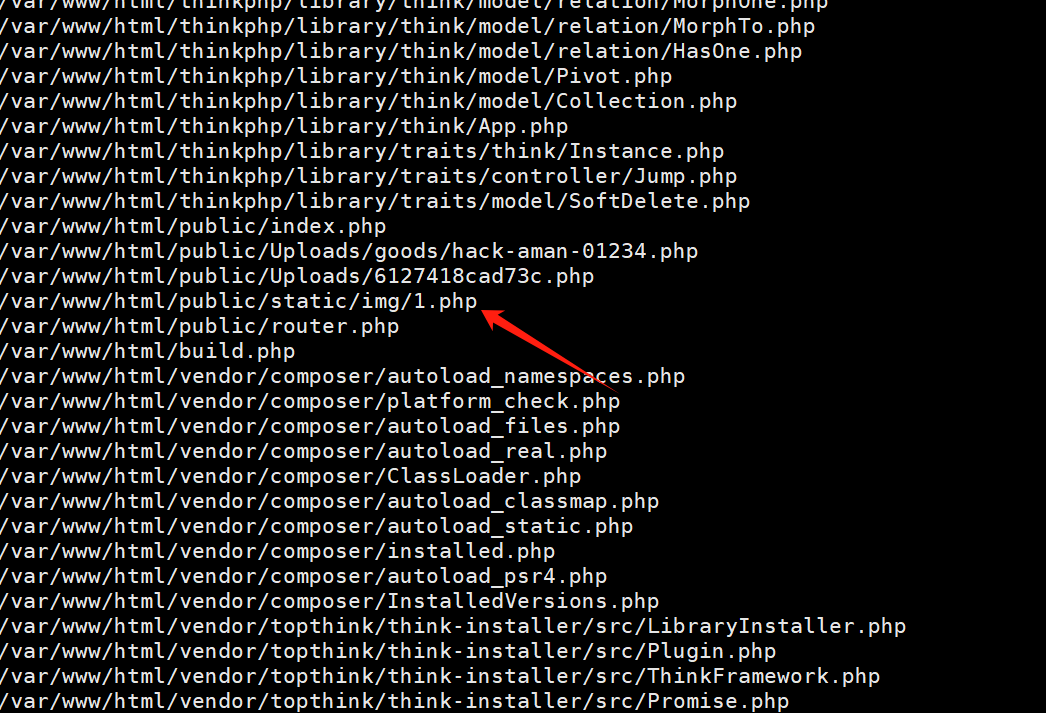 /var/www/html/thinkphp/library/think/model/relation/MorphOne.php
/var/www/html/thinkphp/library/think/model/relation/MorphTo.php
/var/www/html/thinkphp/library/think/model/relation/HasOne.php
/var/www/html/thinkphp/library/think/model/Pivot.php
/var/www/html/thinkphp/library/think/model/Collection.php
/var/www/html/thinkphp/library/think/App.php
/var/www/html/thinkphp/library/traits/think/Instance.php
/var/www/html/thinkphp/library/traits/controller/Jump.php
/var/www/html/thinkphp/library/traits/model/SoftDelete.php
/var/www/html/public/index.php
/var/www/html/public/Uploads/goods/hack-aman-01234.php
/var/www/html/public/Uploads/6127418cad73c.php
/var/www/html/public/static/img/1.php
/var/www/html/public/router.php
/var/www/html/build.php
/var/www/html/vendor/composer/autoload_namespaces.php
/var/www/html/vendor/composer/platform_check.php
/var/www/html/vendor/composer/autoload_files.php
/var/www/html/vendor/composer/autoload_real.php
/var/www/html/vendor/composer/ClassLoader.php
/var/www/html/vendor/composer/autoload_classmap.php
/var/www/html/vendor/composer/autoload_static.php
/var/www/html/vendor/composer/installed.php
/var/www/html/vendor/composer/autoload_psr4.php
/var/www/html/vendor/composer/InstalledVersions.php
/var/www/html/vendor/topthink/think-installer/src/LibraryInstaller.php
/var/www/html/vendor/topthink/think-installer/src/Plugin.php
/var/www/html/vendor/topthink/think-installer/src/ThinkFramework.php
/var/www/html/vendor/topthink/think-installer/src/Promise.php